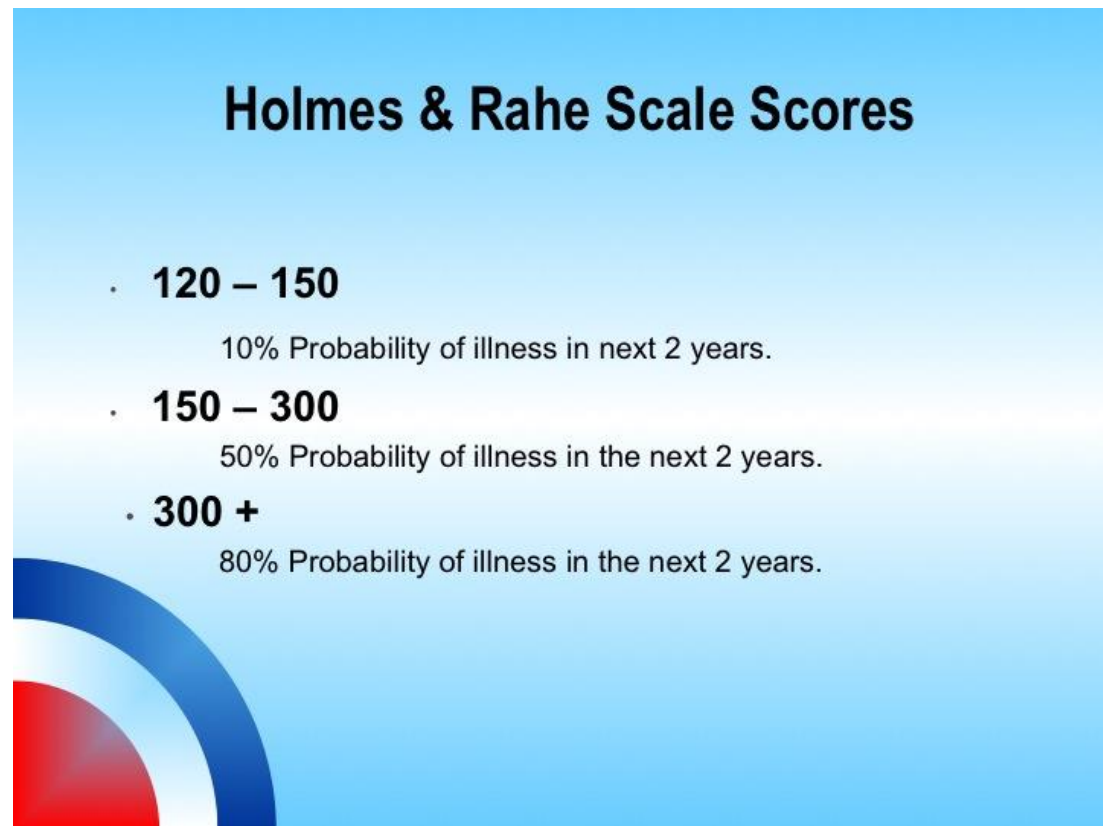 Holmes & Rahe Scale Scores
• 120 – 150
10% Probability of illness in next 2 years.
• 150 – 300
50% Probability of illness in the next 2 years.
• 300 +
80% Probability of illness in the next 2 years.